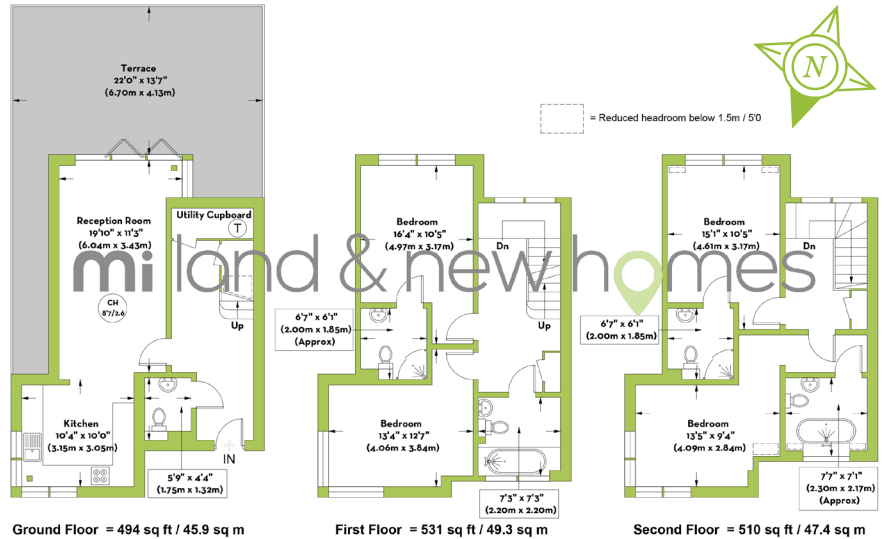 Terrace
22'0" x 13'7"
(6.70m x 4.13m)
N
= Reduced headroom below 1.5m / 5'0
Reception Room
19'10" x 11'3"
(6.04m x 3.43m)
Utility Cupboard
T
CH
8'7/2.6
Up
Kitchen
10'4" x 10'0"
(3.15m x 3.05m)
IN
5'9" x 4'4"
(1.75m x 1.32m)
Ground Floor = 494 sq ft / 45.9 sq m
Bedroom
16'4" x 10'5"
(4.97m x 3.17m)
Dn
6'7" x 6'1"
(2.00m x 1.85m)
(Approx)
Up
Bedroom
13'4" x 12'7"
(4.06m x 3.84m)
7'3" x 7'3"
(2.20m x 2.20m)
First Floor = 531 sq ft / 49.3 sq m
Bedroom
15'1" x 10'5"
(4.61m x 3.17m)
Dn
6'7" x 6'1"
(2.00m x 1.85m)
Bedroom
13'5" x 9'4"
(4.09m x 2.84m)
7'7" x 7'1"
(2.30m x 2.17m)
(Approx)
Second Floor = 510 sq ft / 47.4 sq m
mi land & new homes